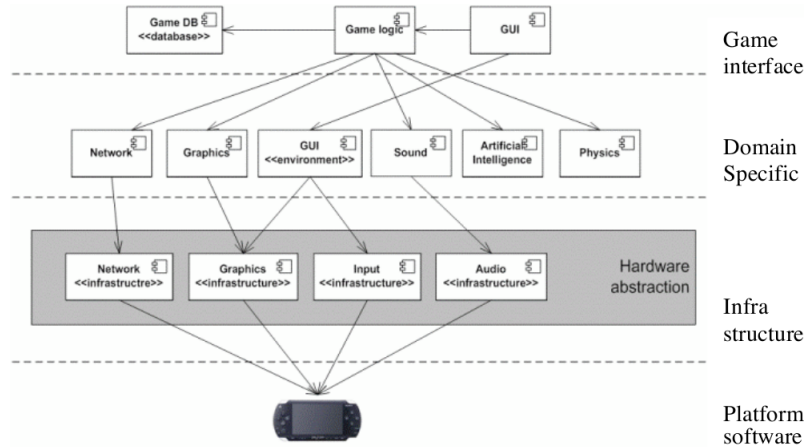 Game DB
<<database>>
Game logic
GUI
Game
interface
Network
Graphics
GUI
<<environment>>
Sound
Artificial
Intelligence
Physics
Domain
Specific
Network
<<infrastructre>>
Graphics
<<infrastructure>>
Input
<<infrastructure>>
Audio
<<infrastructure>>
Hardware
abstraction
Infra
structure
Platform
software